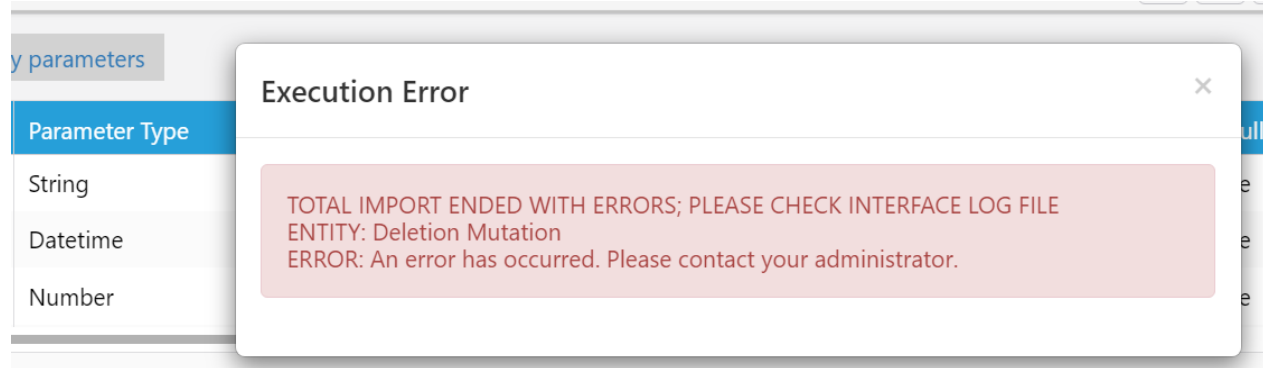 y parameters
Execution Error
×
Parameter Type
ull
String
e
Datetime
e
Number
e
TOTAL IMPORT ENDED WITH ERRORS; PLEASE CHECK INTERFACE LOG FILE
ENTITY: Deletion Mutation
ERROR: An error has occurred. Please contact your administrator.